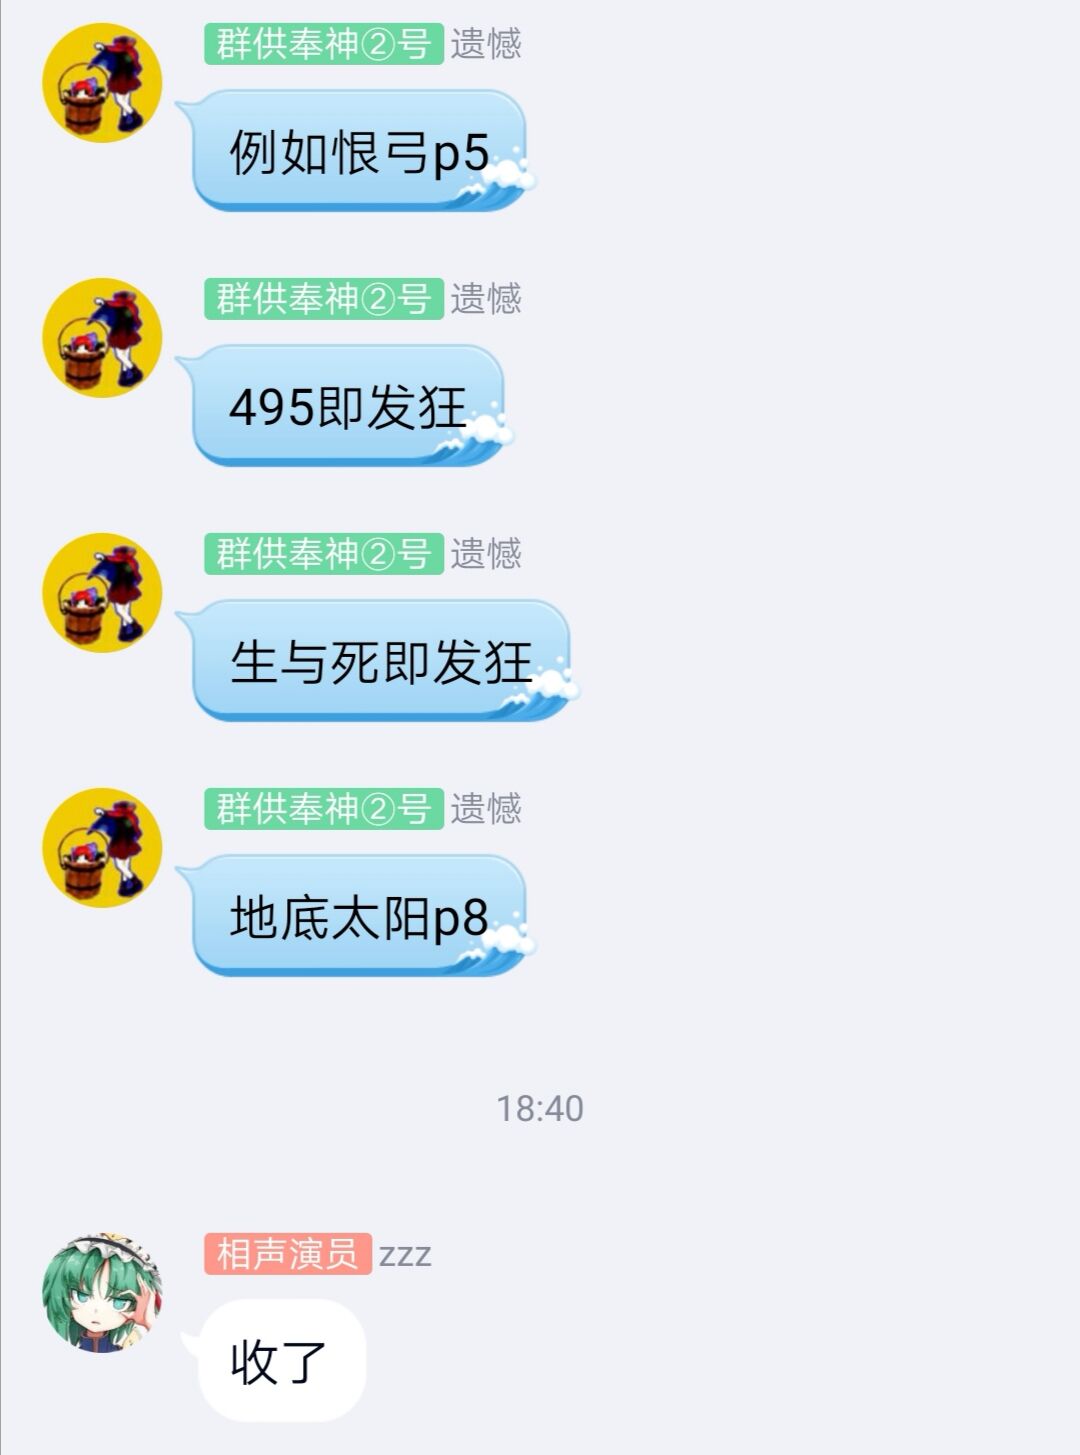 群供奉神②号 遗憾
例如恨弓p5
群供奉神②号 遗憾
495即发狂
群供奉神②号 遗憾
生与死即发狂
群供奉神②号 遗憾
地底太阳p8
18:40
相声演员 zzz
收了